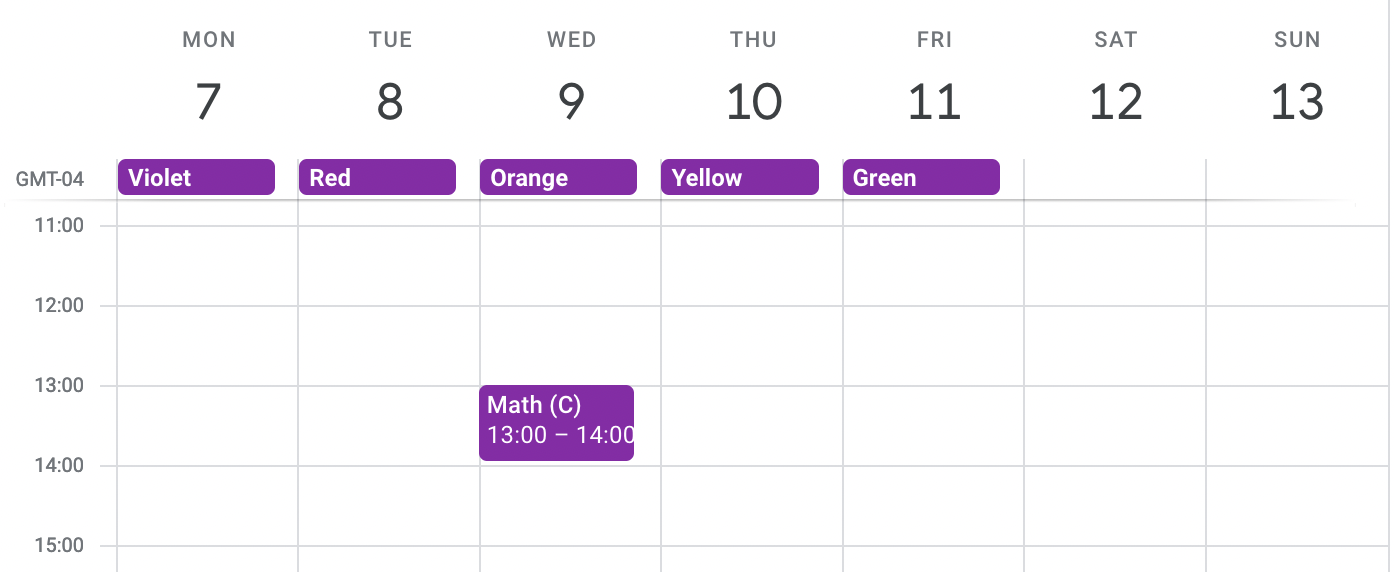 MON TUE WED THU FRI SAT SUN
7 8 9 10 11 12 13
GMT-04 Violet Red Orange Yellow Green
11:00
12:00
13:00
Math (C)
13:00 – 14:00
14:00
15:00